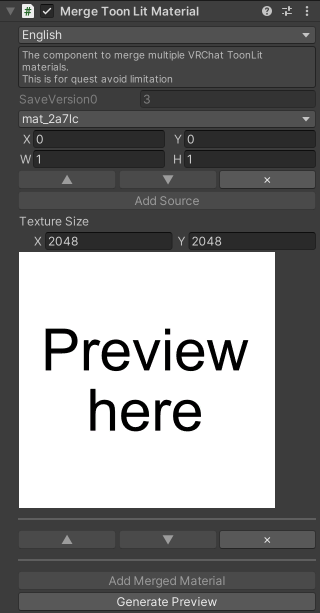 Merge Toon Lit Material
English
The component to merge multiple VRChat ToonLit
materials.
This is for quest avoid limitation
SaveVersion0 3
mat_2a7lc
X 0 Y 0
W 1 H 1
▲ ▼ ×
Add Source
Texture Size
X 2048 Y 2048
Preview
here
▲ ▼ ×
Add Merged Material
Generate Preview